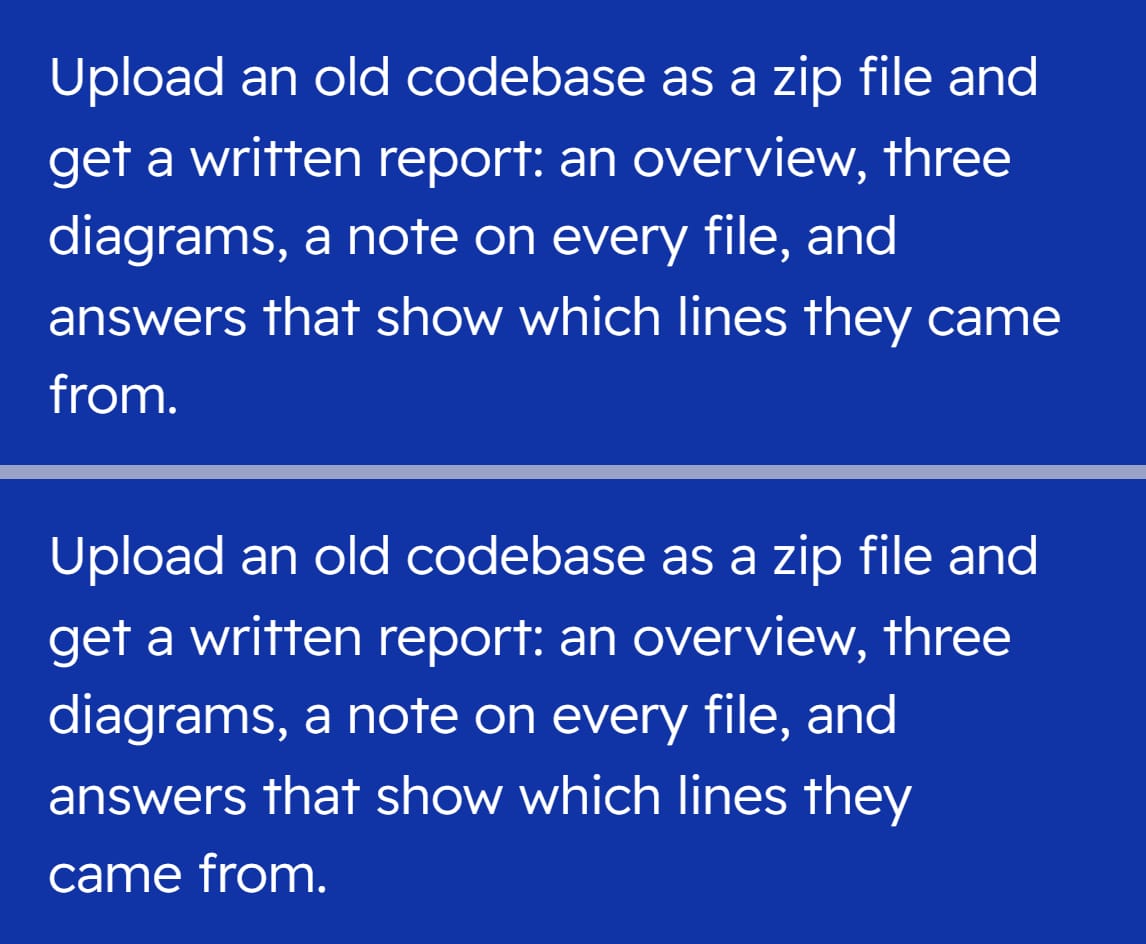 Upload an old codebase as a zip file and
get a written report: an overview, three
diagrams, a note on every file, and
answers that show which lines they came
from.
Upload an old codebase as a zip file and
get a written report: an overview, three
diagrams, a note on every file, and
answers that show which lines they
came from.